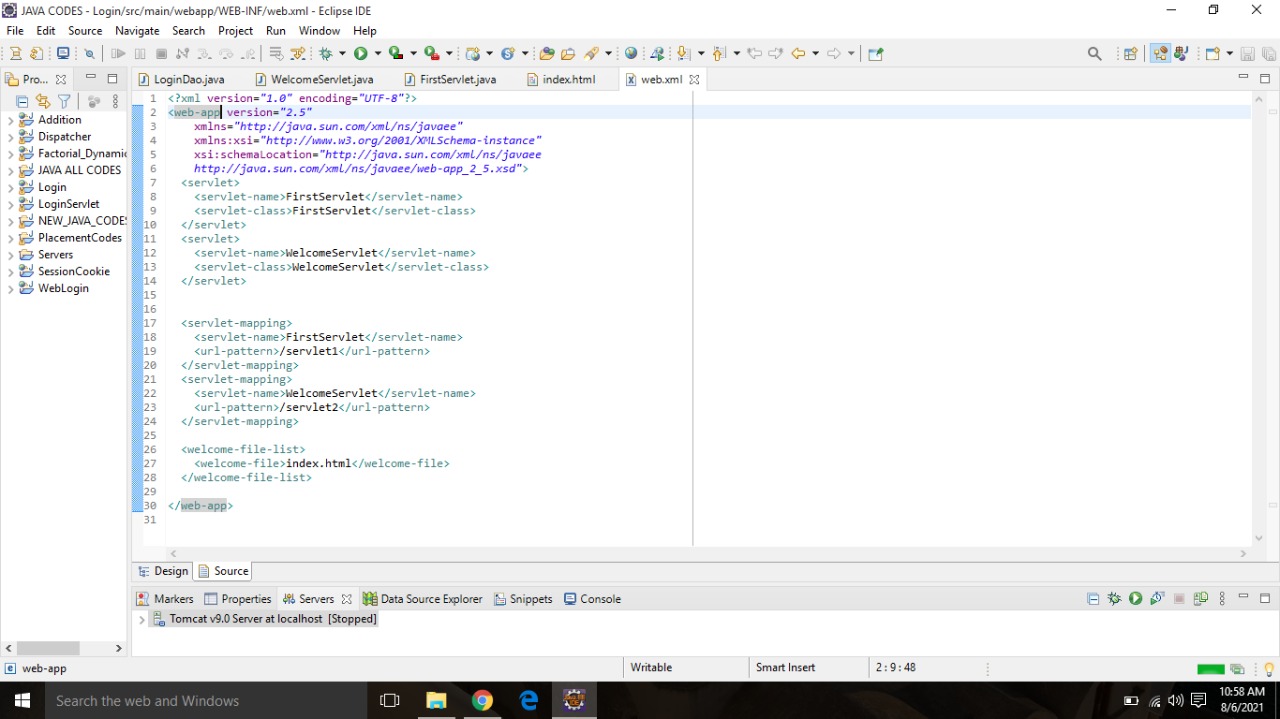 JAVA CODES - Login/src/main/webapp/WEB-INF/web.xml - Eclipse IDE
File Edit Source Navigate Search Project Run Window Help
Pro... LoginDao.java WelcomeServlet.java FirstServlet.java index.html web.xml
Addition
Dispatcher
Factorial_Dynamic
JAVA ALL CODES
Login
LoginServlet
NEW_JAVA_CODES
PlacementCodes
Servers
SessionCookie
WebLogin
1 <?xml version="1.0" encoding="UTF-8"?>
2 <web-app version="2.5"
3 xmlns="http://java.sun.com/xml/ns/javaee"
4 xmlns:xsi="http://www.w3.org/2001/XMLSchema-instance"
5 xsi:schemaLocation="http://java.sun.com/xml/ns/javaee
6 http://java.sun.com/xml/ns/javaee/web-app_2_5.xsd">
7 <servlet>
8 <servlet-name>FirstServlet</servlet-name>
9 <servlet-class>FirstServlet</servlet-class>
10 </servlet>
11 <servlet>
12 <servlet-name>WelcomeServlet</servlet-name>
13 <servlet-class>WelcomeServlet</servlet-class>
14 </servlet>
15
16
17 <servlet-mapping>
18 <servlet-name>FirstServlet</servlet-name>
19 <url-pattern>/servlet1</url-pattern>
20 </servlet-mapping>
21 <servlet-mapping>
22 <servlet-name>WelcomeServlet</servlet-name>
23 <url-pattern>/servlet2</url-pattern>
24 </servlet-mapping>
25
26 <welcome-file-list>
27 <welcome-file>index.html</welcome-file>
28 </welcome-file-list>
29
30 </web-app>
31
Design Source
Markers Properties Servers Data Source Explorer Snippets Console
Tomcat v9.0 Server at localhost [Stopped]
web-app Writable Smart Insert 2 : 9 : 48
Search the web and Windows
10:58 AM
8/6/2021